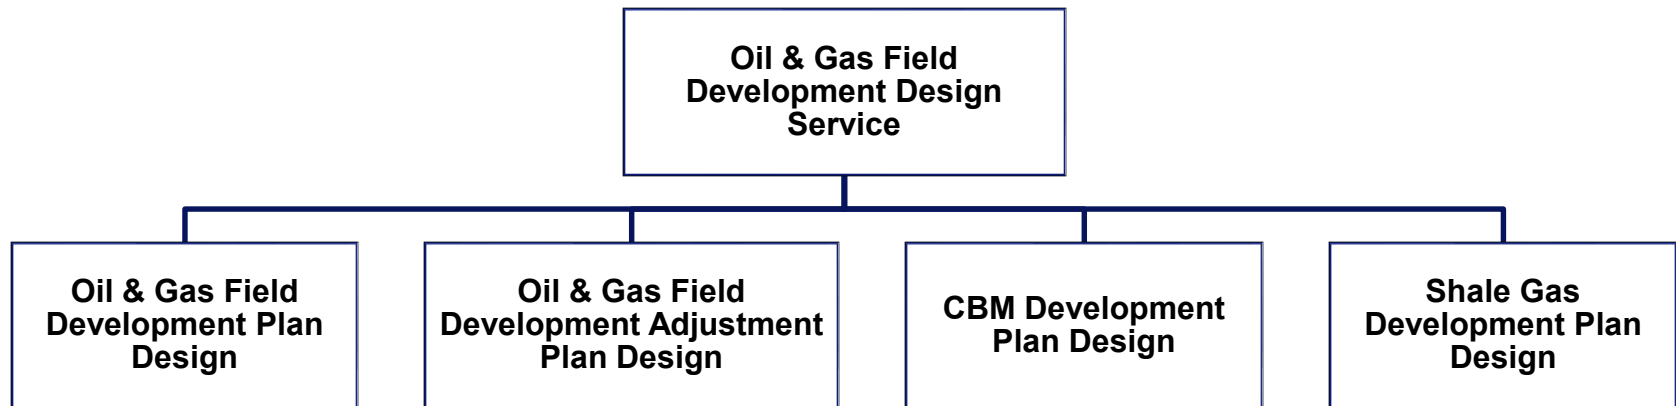 Oil & Gas Field
Development Design
Service
Oil & Gas Field
Development Plan
Design
Oil & Gas Field
Development Adjustment
Plan Design
CBM Development
Plan Design
Shale Gas
Development Plan
Design